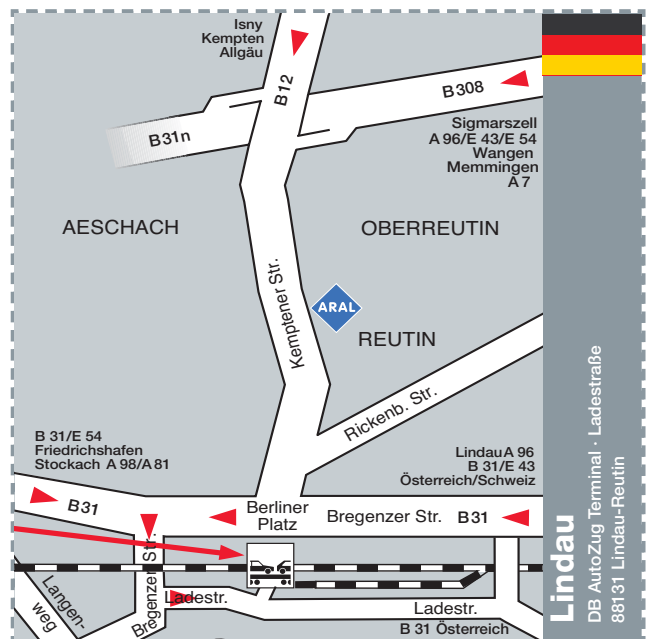 Isny
Kempten
Allgäu
B12
B308
B31n
Sigmarszell
A 96/E 43/E 54
Wangen
Memmingen
A 7
AESCHACH
OBERREUTIN
Kemptener Str.
ARAL
REUTIN
Rickenb. Str.
B 31/E 54
Friedrichshafen
Stockach A 98/A 81
Lindau A 96
B 31/E 43
Österreich/Schweiz
B31
Berliner
Platz
Bregenzer Str.
B31
Bregenzer Str.
Langen-
weg
Ladestr.
Ladestr.
B 31 Österreich
Lindau
DB AutoZug Terminal · Ladestraße
88131 Lindau-Reutin